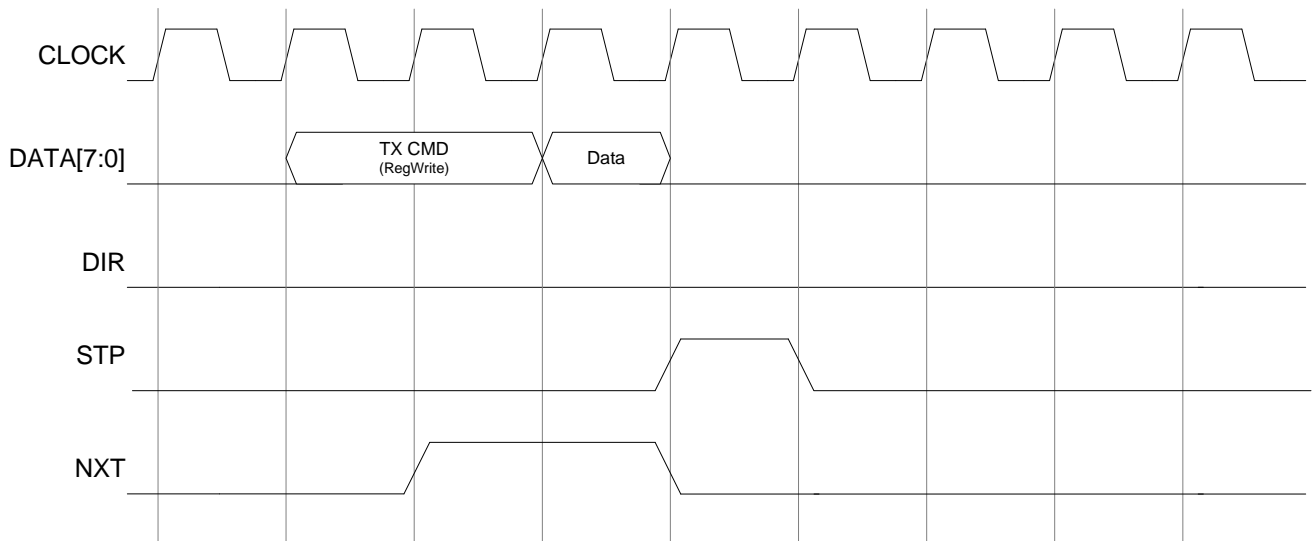 CLOCK
DATA[7:0]
TX CMD
(RegWrite)
Data
DIR
STP
NXT